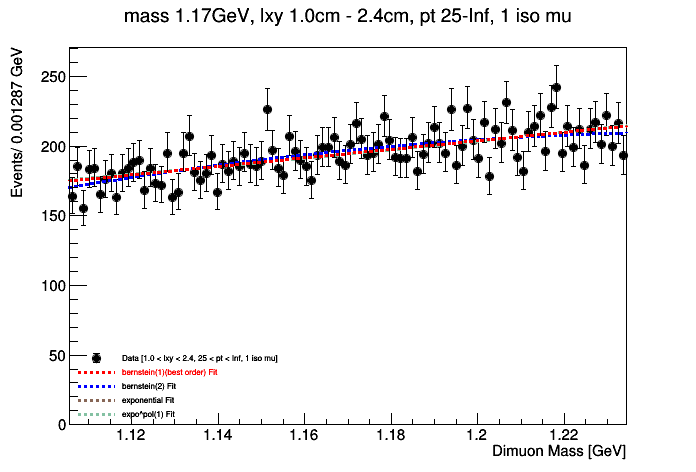 mass 1.17GeV, lxy 1.0cm - 2.4cm, pt 25-Inf, 1 iso mu
Events/ 0.001287 GeV
250
200
150
100
50
0
Data [1.0 < lxy < 2.4, 25 < pt < Inf, 1 iso mu]
bernstein(1)(best order) Fit
bernstein(2) Fit
exponential Fit
expo*pol(1) Fit
1.12 1.14 1.16 1.18 1.2 1.22
Dimuon Mass [GeV]